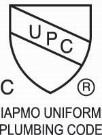 UPC
C ®
IAPMO UNIFORM
PLUMBING CODE